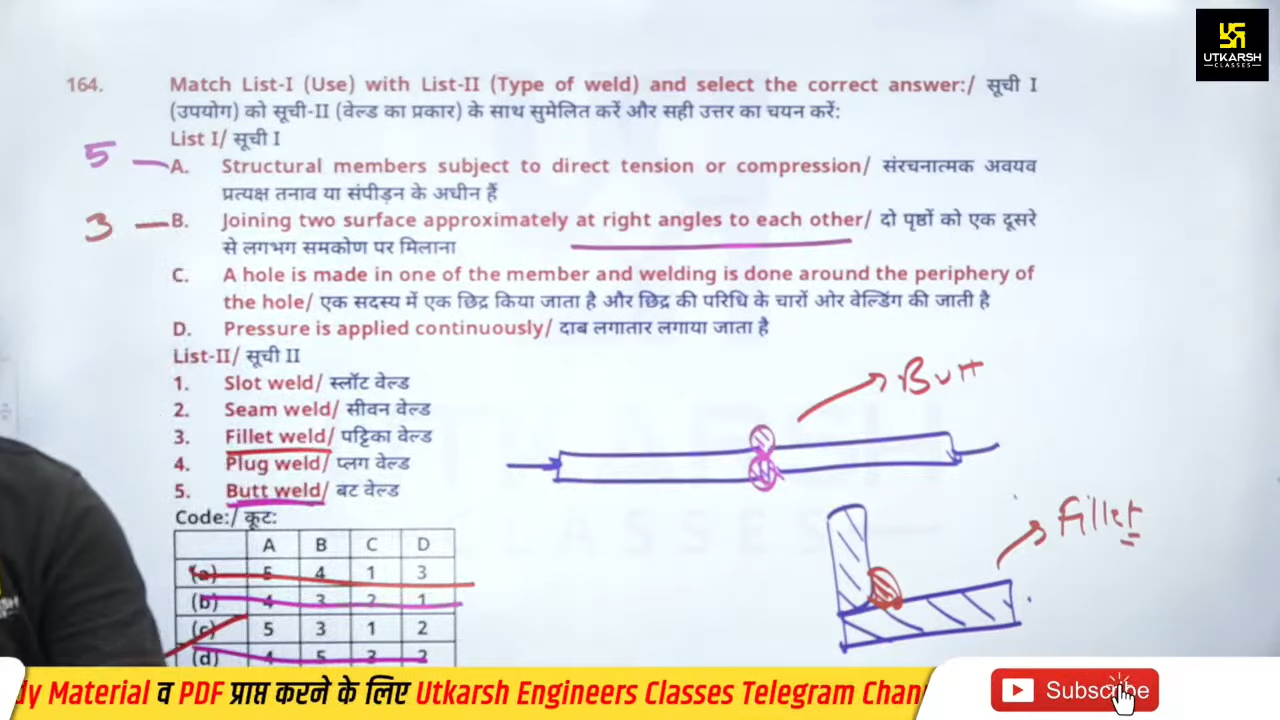 UTKARSH
CLASSES
164. Match List-I (Use) with List-II (Type of weld) and select the correct answer:/ सूची I
(उपयोग) को सूची-II (वेल्ड का प्रकार) के साथ सुमेलित करें और सही उत्तर का चयन करें:
List I/ सूची I
5 A. Structural members subject to direct tension or compression/ संरचनात्मक अवयव
प्रत्यक्ष तनाव या संपीड़न के अधीन हैं
3 B. Joining two surface approximately at right angles to each other/ दो पृष्ठों को एक दूसरे
से लगभग समकोण पर मिलाना
C. A hole is made in one of the member and welding is done around the periphery of
the hole/ एक सदस्य में एक छिद्र किया जाता है और छिद्र की परिधि के चारों ओर वेल्डिंग की जाती है
D. Pressure is applied continuously/ दाब लगातार लगाया जाता है
List-II/ सूची II
1. Slot weld/ स्लॉट वेल्ड
2. Seam weld/ सीवन वेल्ड
3. Fillet weld/ पट्टिका वेल्ड
4. Plug weld/ प्लग वेल्ड
5. Butt weld/ बट वेल्ड
Butt
Fillet
Code:/ कूट:
A B C D
(a) 5 4 1 3
(b) 4 3 2 1
(c) 5 3 1 2
(d) 4 5 3 2
Material व PDF प्राप्त करने के लिए Utkarsh Engineers Classes Telegram
Subscribe